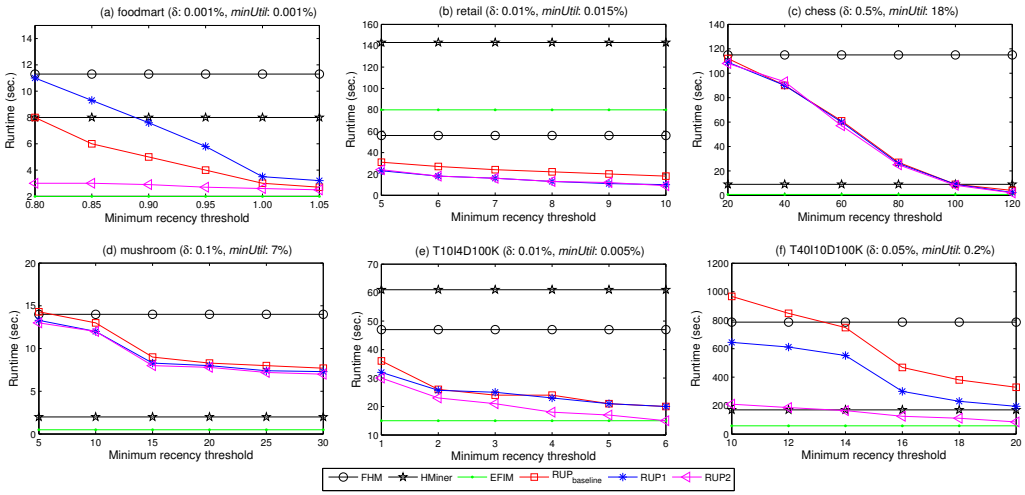 (a) foodmart (δ: 0.001%, minUtil: 0.001%)
Runtime (sec.)
14
12
10
8
6
4
2
0.80 0.85 0.90 0.95 1.00 1.05
Minimum recency threshold
(b) retail (δ: 0.01%, minUtil: 0.015%)
Runtime (sec.)
160
140
120
100
80
60
40
20
0
5 6 7 8 9 10
Minimum recency threshold
(c) chess (δ: 0.5%, minUtil: 18%)
Runtime (sec.)
140
120
100
80
60
40
20
0
20 40 60 80 100 120
Minimum recency threshold
(d) mushroom (δ: 0.1%, minUtil: 7%)
Runtime (sec.)
20
15
10
5
0
5 10 15 20 25 30
Minimum recency threshold
(e) T10I4D100K (δ: 0.01%, minUtil: 0.005%)
Runtime (sec.)
70
60
50
40
30
20
10
1 2 3 4 5 6
Minimum recency threshold
(f) T40I10D100K (δ: 0.05%, minUtil: 0.2%)
Runtime (sec.)
1200
1000
800
600
400
200
0
10 12 14 16 18 20
Minimum recency threshold
FHM HMiner EFIM RUPbaseline RUP1 RUP2